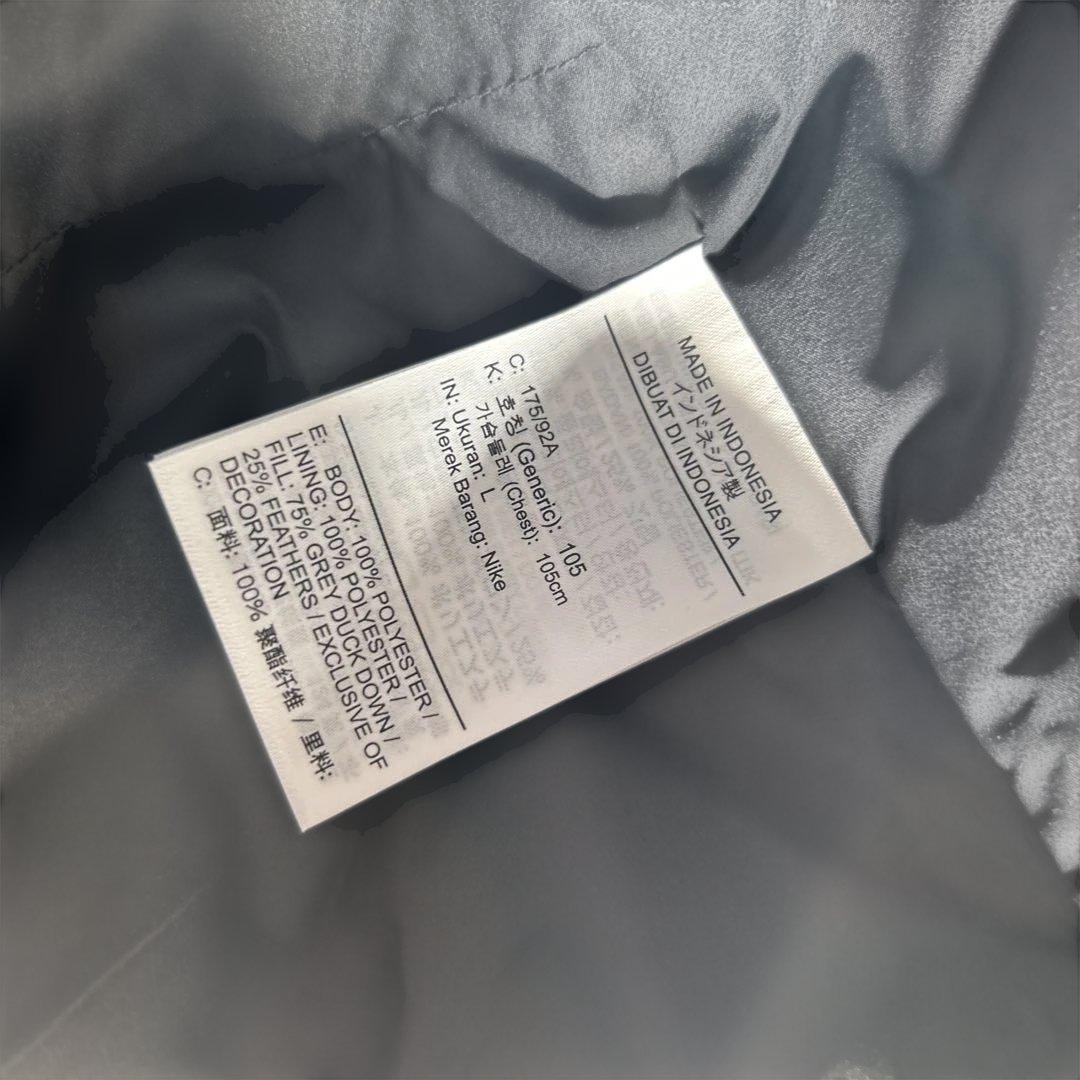 MADE IN INDONESIA
インドネシア製
DIBUAT DI INDONESIA
C: 175/92A
K: 호칭 (Generic): 105
가슴둘레 (Chest): 105cm
IN: Ukuran: L
Merek Barang: Nike
E: BODY: 100% POLYESTER /
LINING: 100% POLYESTER /
FILL: 75% GREY DUCK DOWN /
25% FEATHERS / EXCLUSIVE OF
DECORATION
C: 面料: 100% 聚酯纤维 / 里料: